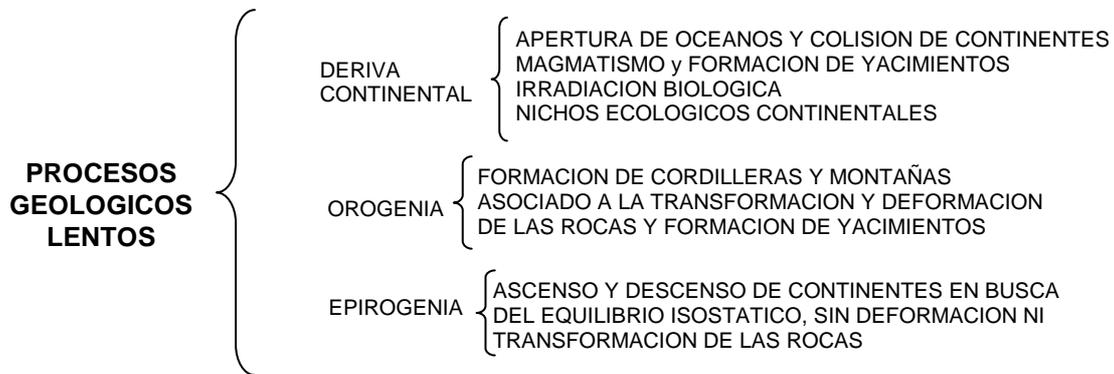 PROCESOS
GEOLOGICOS
LENTOS
DERIVA
CONTINENTAL
APERTURA DE OCEANOS Y COLISION DE CONTINENTES
MAGMATISMO y FORMACION DE YACIMIENTOS
IRRADIACION BIOLOGICA
NICHOS ECOLOGICOS CONTINENTALES
OROGENIA
FORMACION DE CORDILLERAS Y MONTAÑAS
ASOCIADO A LA TRANSFORMACION Y DEFORMACION
DE LAS ROCAS Y FORMACION DE YACIMIENTOS
EPIROGENIA
ASCENSO Y DESCENSO DE CONTINENTES EN BUSCA
DEL EQUILIBRIO ISOSTATICO, SIN DEFORMACION NI
TRANSFORMACION DE LAS ROCAS